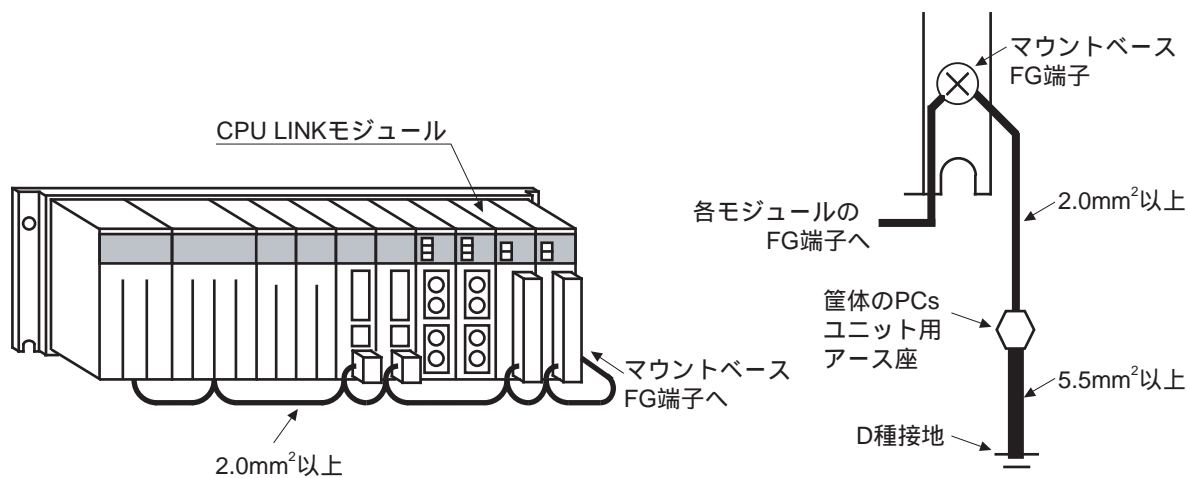 CPU LINKモジュール
マウントベース
FG端子へ
2.0mm²以上
マウントベース
FG端子
各モジュールの
FG端子へ
2.0mm²以上
筐体のPCs
ユニット用
アース座
5.5mm²以上
D種接地